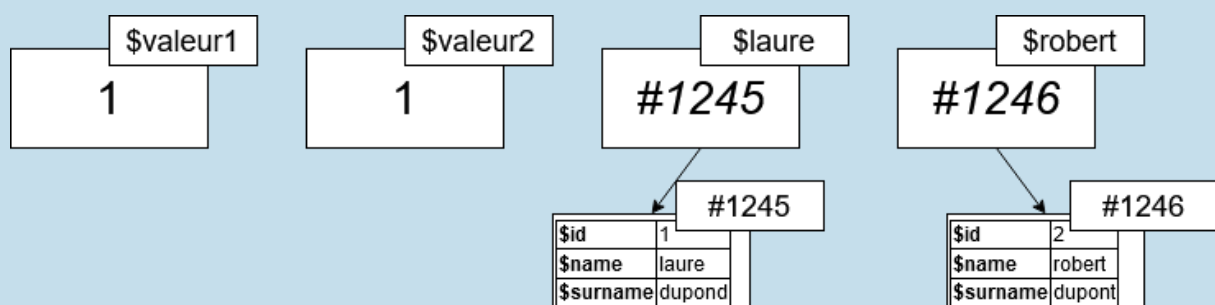 $valeur1
1
$valeur2
1
$laure
#1245
$robert
#1246
#1245
$id 1
$name laure
$surname dupond
#1246
$id 2
$name robert
$surname dupont